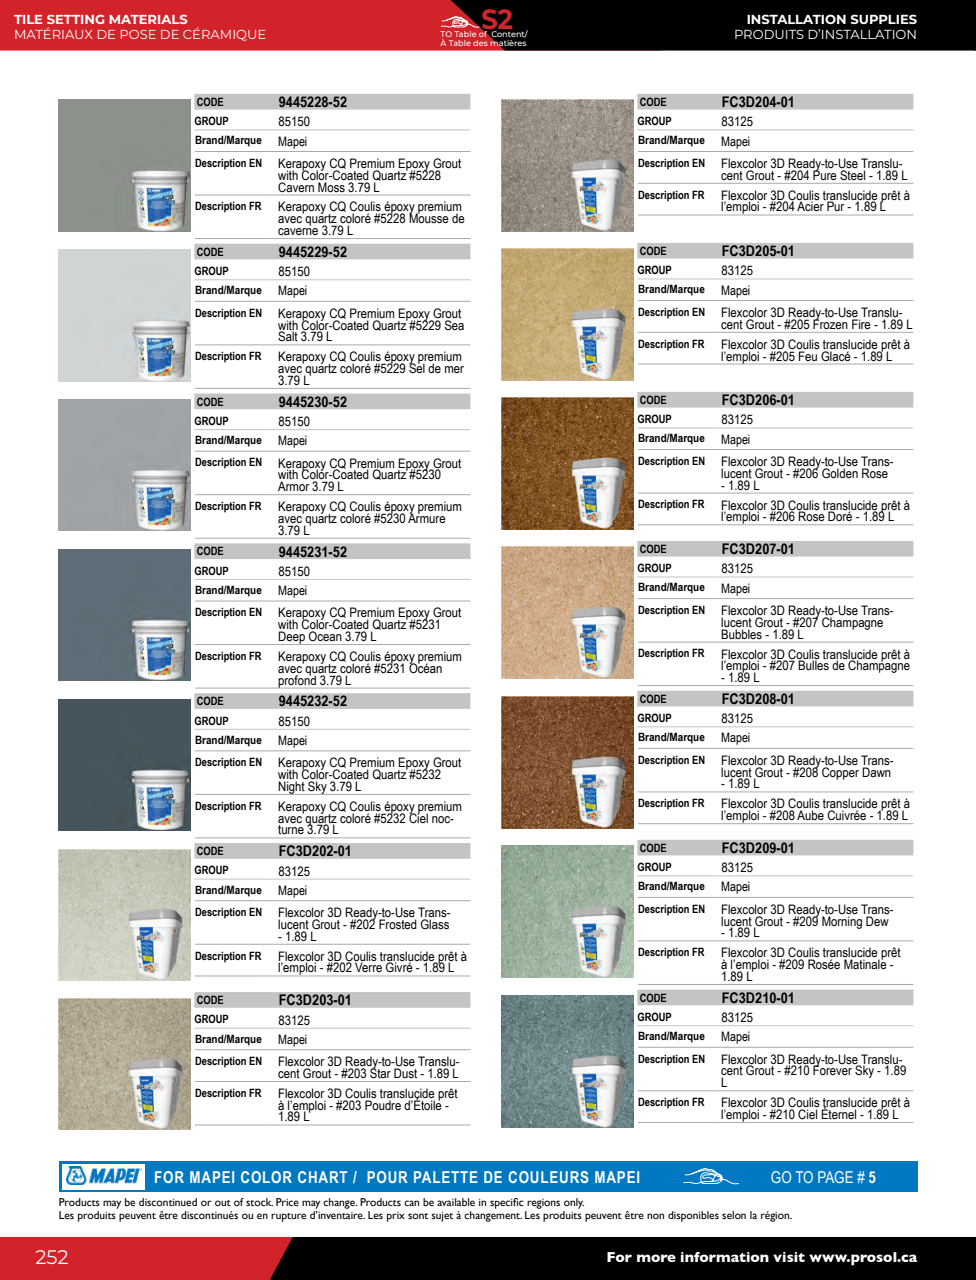 TILE SETTING MATERIALS
MATÉRIAUX DE POSE DE CÉRAMIQUE
S2
TO Table of Content/
À Table des matières
INSTALLATION SUPPLIES
PRODUITS D'INSTALLATION
CODE 9445228-52
GROUP 85150
Brand/Marque Mapei
Description EN Kerapoxy CQ Premium Epoxy Grout
with Color-Coated Quartz #5228
Cavern Moss 3.79 L
Description FR Kerapoxy CQ Coulis époxy premium
avec quartz coloré #5228 Mousse de
caverne 3.79 L
CODE 9445229-52
GROUP 85150
Brand/Marque Mapei
Description EN Kerapoxy CQ Premium Epoxy Grout
with Color-Coated Quartz #5229 Sea
Salt 3.79 L
Description FR Kerapoxy CQ Coulis époxy premium
avec quartz coloré #5229 Sel de mer
3.79 L
CODE 9445230-52
GROUP 85150
Brand/Marque Mapei
Description EN Kerapoxy CQ Premium Epoxy Grout
with Color-Coated Quartz #5230
Armor 3.79 L
Description FR Kerapoxy CQ Coulis époxy premium
avec quartz coloré #5230 Armure
3.79 L
CODE 9445231-52
GROUP 85150
Brand/Marque Mapei
Description EN Kerapoxy CQ Premium Epoxy Grout
with Color-Coated Quartz #5231
Deep Ocean 3.79 L
Description FR Kerapoxy CQ Coulis époxy premium
avec quartz coloré #5231 Océan
profond 3.79 L
CODE 9445232-52
GROUP 85150
Brand/Marque Mapei
Description EN Kerapoxy CQ Premium Epoxy Grout
with Color-Coated Quartz #5232
Night Sky 3.79 L
Description FR Kerapoxy CQ Coulis époxy premium
avec quartz coloré #5232 Ciel noc-
turne 3.79 L
CODE FC3D202-01
GROUP 83125
Brand/Marque Mapei
Description EN Flexcolor 3D Ready-to-Use Trans-
lucent Grout - #202 Frosted Glass
- 1.89 L
Description FR Flexcolor 3D Coulis translucide prêt à
l'emploi - #202 Verre Givré - 1.89 L
CODE FC3D203-01
GROUP 83125
Brand/Marque Mapei
Description EN Flexcolor 3D Ready-to-Use Translu-
cent Grout - #203 Star Dust - 1.89 L
Description FR Flexcolor 3D Coulis translucide prêt
à l'emploi - #203 Poudre d'Étoile -
1.89 L
CODE FC3D204-01
GROUP 83125
Brand/Marque Mapei
Description EN Flexcolor 3D Ready-to-Use Translu-
cent Grout - #204 Pure Steel - 1.89 L
Description FR Flexcolor 3D Coulis translucide prêt à
l'emploi - #204 Acier Pur - 1.89 L
CODE FC3D205-01
GROUP 83125
Brand/Marque Mapei
Description EN Flexcolor 3D Ready-to-Use Translu-
cent Grout - #205 Frozen Fire - 1.89 L
Description FR Flexcolor 3D Coulis translucide prêt à
l'emploi - #205 Feu Glacé - 1.89 L
CODE FC3D206-01
GROUP 83125
Brand/Marque Mapei
Description EN Flexcolor 3D Ready-to-Use Trans-
lucent Grout - #206 Golden Rose
- 1.89 L
Description FR Flexcolor 3D Coulis translucide prêt à
l'emploi - #206 Rose Doré - 1.89 L
CODE FC3D207-01
GROUP 83125
Brand/Marque Mapei
Description EN Flexcolor 3D Ready-to-Use Trans-
lucent Grout - #207 Champagne
Bubbles - 1.89 L
Description FR Flexcolor 3D Coulis translucide prêt à
l'emploi - #207 Bulles de Champagne
- 1.89 L
CODE FC3D208-01
GROUP 83125
Brand/Marque Mapei
Description EN Flexcolor 3D Ready-to-Use Trans-
lucent Grout - #208 Copper Dawn
- 1.89 L
Description FR Flexcolor 3D Coulis translucide prêt à
l'emploi - #208 Aube Cuivrée - 1.89 L
CODE FC3D209-01
GROUP 83125
Brand/Marque Mapei
Description EN Flexcolor 3D Ready-to-Use Trans-
lucent Grout - #209 Morning Dew
- 1.89 L
Description FR Flexcolor 3D Coulis translucide prêt
à l'emploi - #209 Rosée Matinale -
1.89 L
CODE FC3D210-01
GROUP 83125
Brand/Marque Mapei
Description EN Flexcolor 3D Ready-to-Use Translu-
cent Grout - #210 Forever Sky - 1.89
L
Description FR Flexcolor 3D Coulis translucide prêt à
l'emploi - #210 Ciel Éternel - 1.89 L
MAPEI FOR MAPEI COLOR CHART / POUR PALETTE DE COULEURS MAPEI GO TO PAGE # 5
Products may be discontinued or out of stock. Price may change. Products can be available in specific regions only.
Les produits peuvent être discontinués ou en rupture d'inventaire. Les prix sont sujet à changement. Les produits peuvent être non disponibles selon la région.
252
For more information visit www.prosol.ca